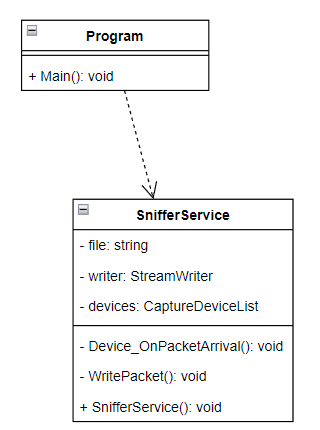 Program
+ Main(): void
SnifferService
- file: string
- writer: StreamWriter
- devices: CaptureDeviceList
- Device_OnPacketArrival(): void
- WritePacket(): void
+ SnifferService(): void